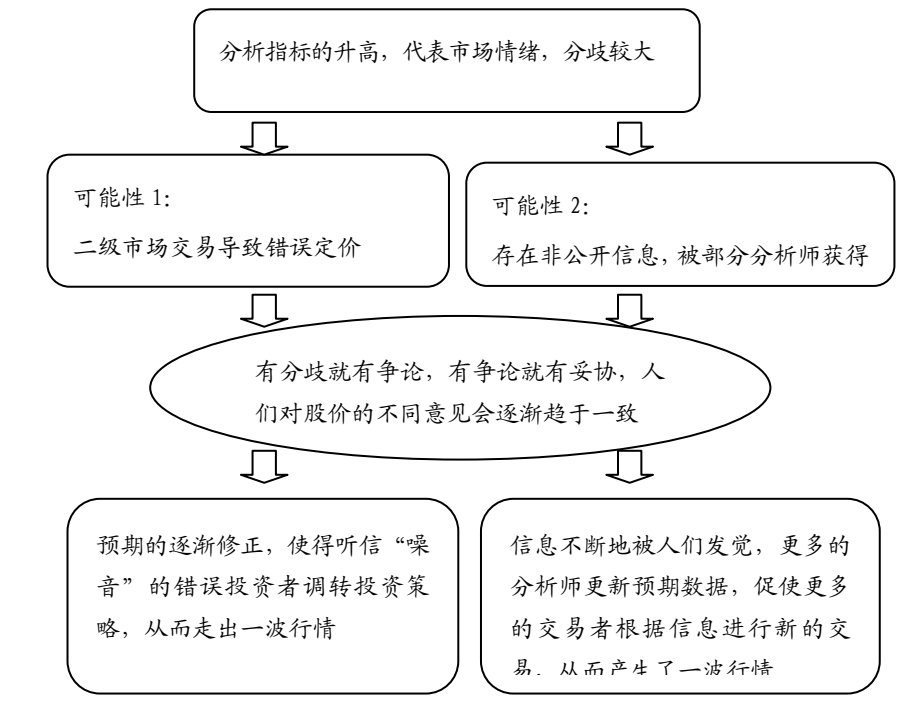 分析指标的升高，代表市场情绪，分歧较大
可能性 1：
二级市场交易导致错误定价
可能性 2：
存在非公开信息，被部分分析师获得
有分歧就有争论，有争论就有妥协，人
们对股价的不同意见会逐渐趋于一致
预期的逐渐修正，使得听信“噪
音”的错误投资者调转投资策
略，从而走出一波行情
信息不断地被人们发觉，更多的
分析师更新预期数据，促使更多
的交易者根据信息进行新的交
易，从而产生了一波行情